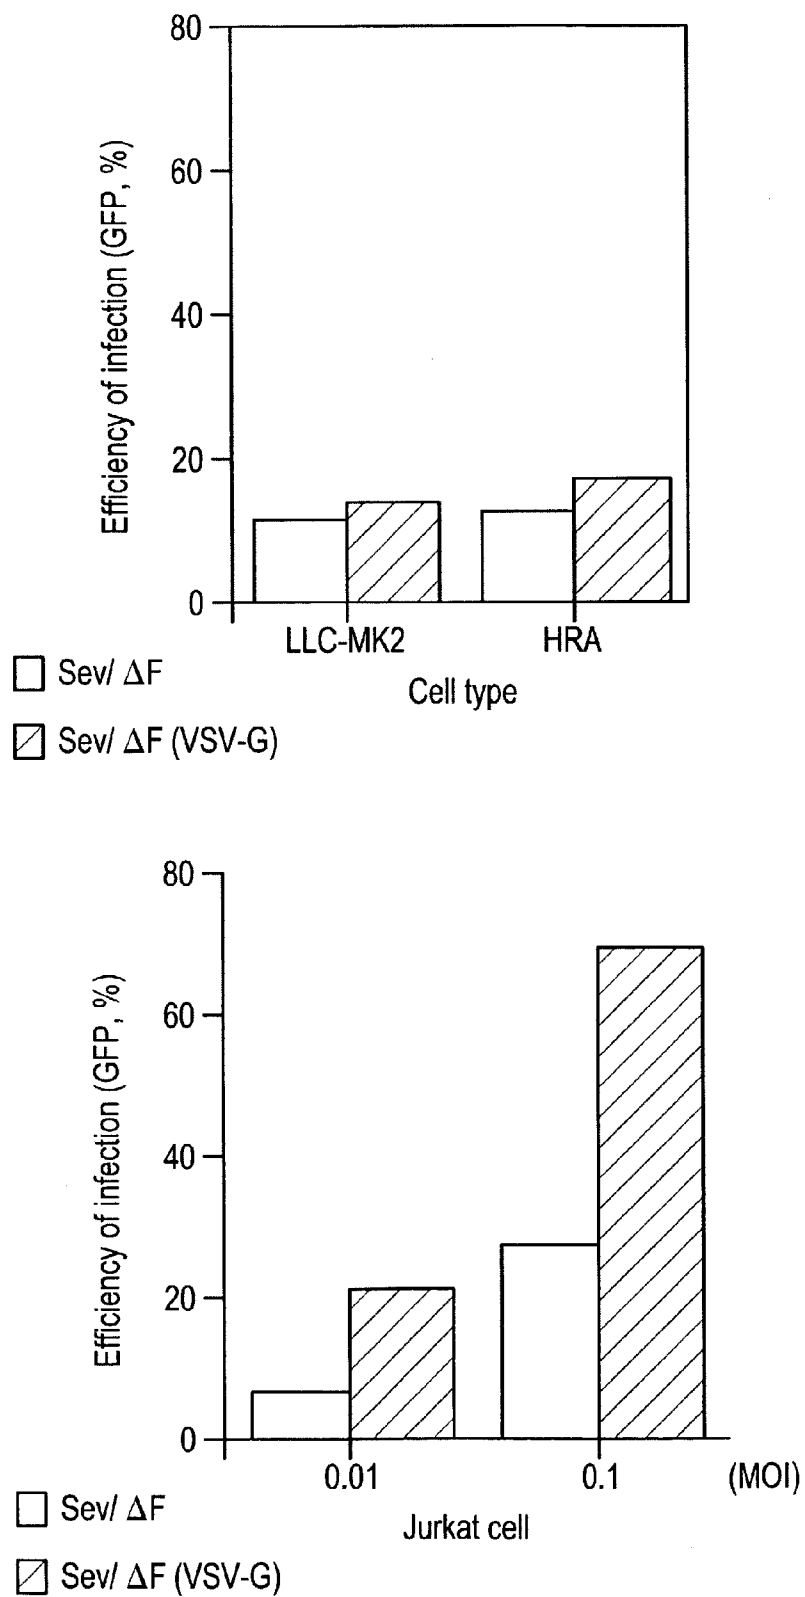 80
60
40
20
0
Efficiency of infection (GFP, %)
LLC-MK2 HRA
Cell type
Sev/ ΔF
Sev/ ΔF (VSV-G)
80
60
40
20
0
Efficiency of infection (GFP, %)
0.01 0.1 (MOI)
Jurkat cell
Sev/ ΔF
Sev/ ΔF (VSV-G)